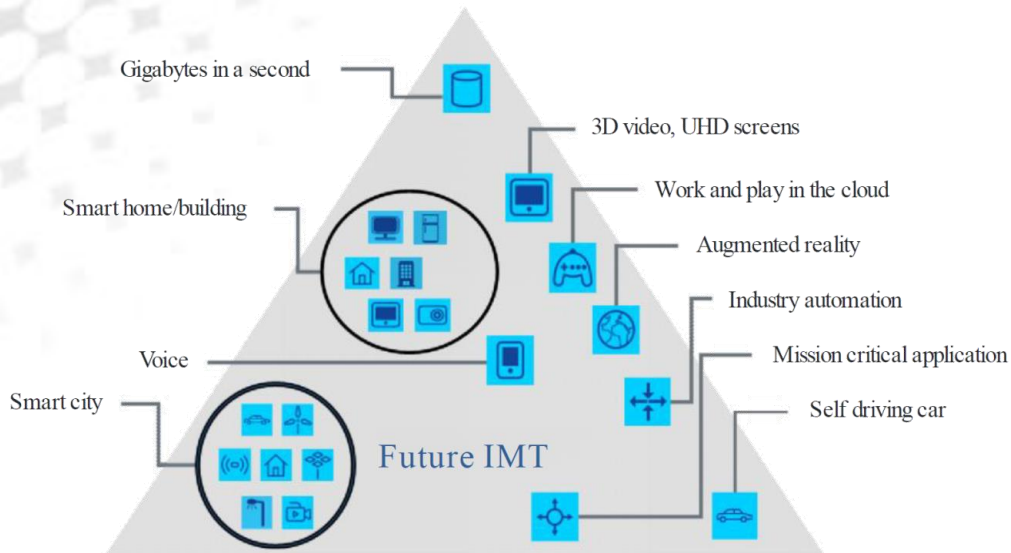 Gigabytes in a second
3D video, UHD screens
Work and play in the cloud
Smart home/building
Augmented reality
Industry automation
Voice
Mission critical application
Smart city
Self driving car
Future IMT